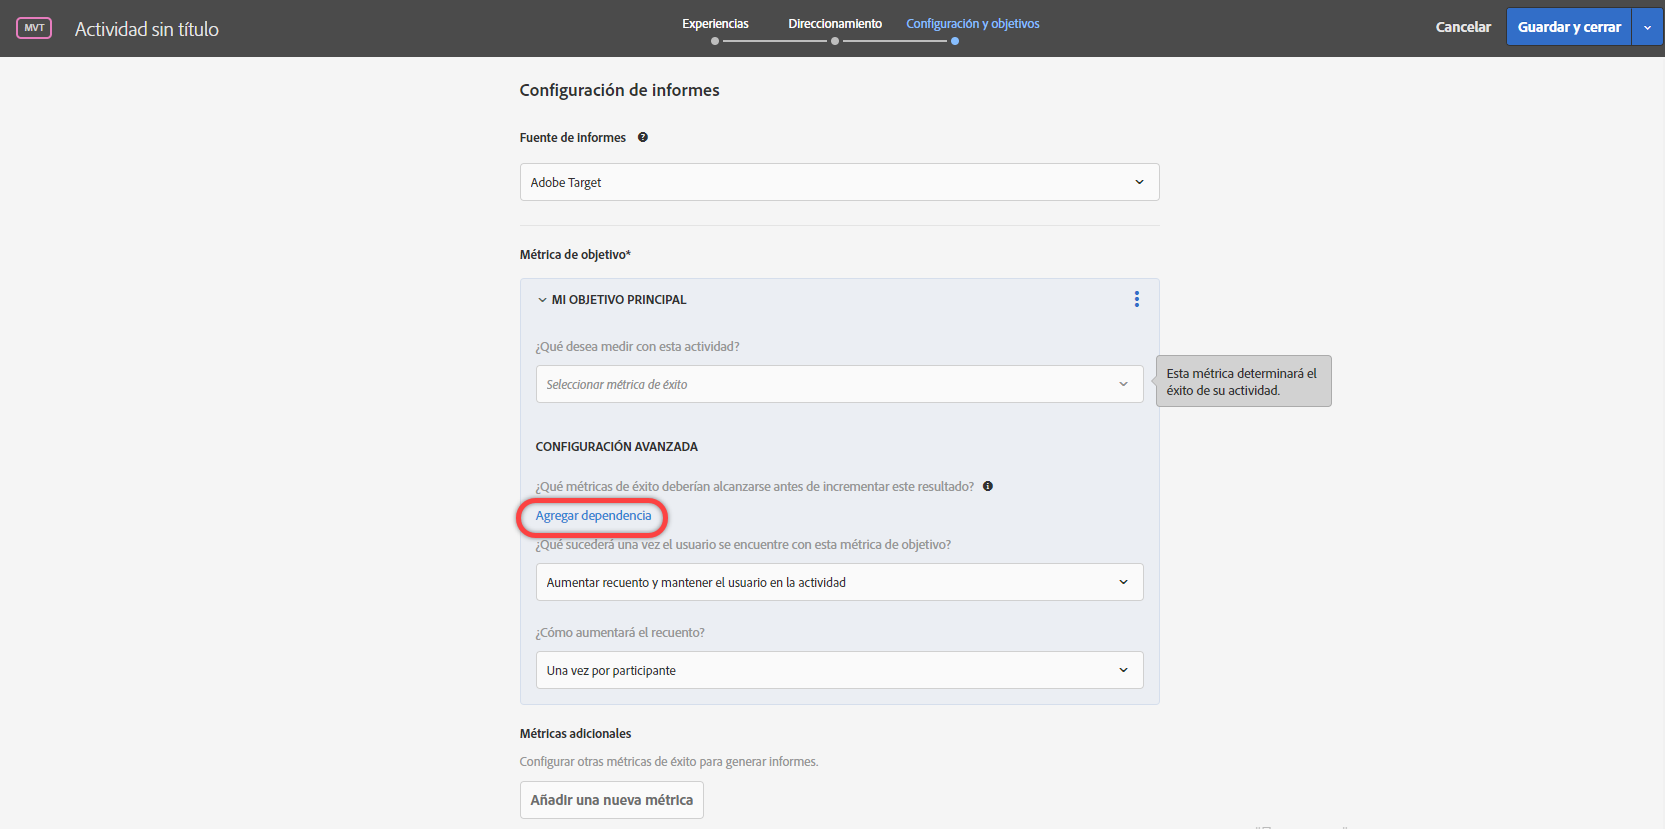 MVT
Actividad sin título
Experiencias
Direccionamiento
Configuración y objetivos
Cancelar
Guardar y cerrar
Configuración de informes
Fuente de informes
Adobe Target
Métrica de objetivo*
MI OBJETIVO PRINCIPAL
¿Qué desea medir con esta actividad?
Seleccionar métrica de éxito
Esta métrica determinará el
éxito de su actividad.
CONFIGURACIÓN AVANZADA
¿Qué métricas de éxito deberían alcanzarse antes de incrementar este resultado?
Agregar dependencia
¿Qué sucederá una vez el usuario se encuentre con esta métrica de objetivo?
Aumentar recuento y mantener el usuario en la actividad
¿Cómo aumentará el recuento?
Una vez por participante
Métricas adicionales
Configurar otras métricas de éxito para generar informes.
Añadir una nueva métrica